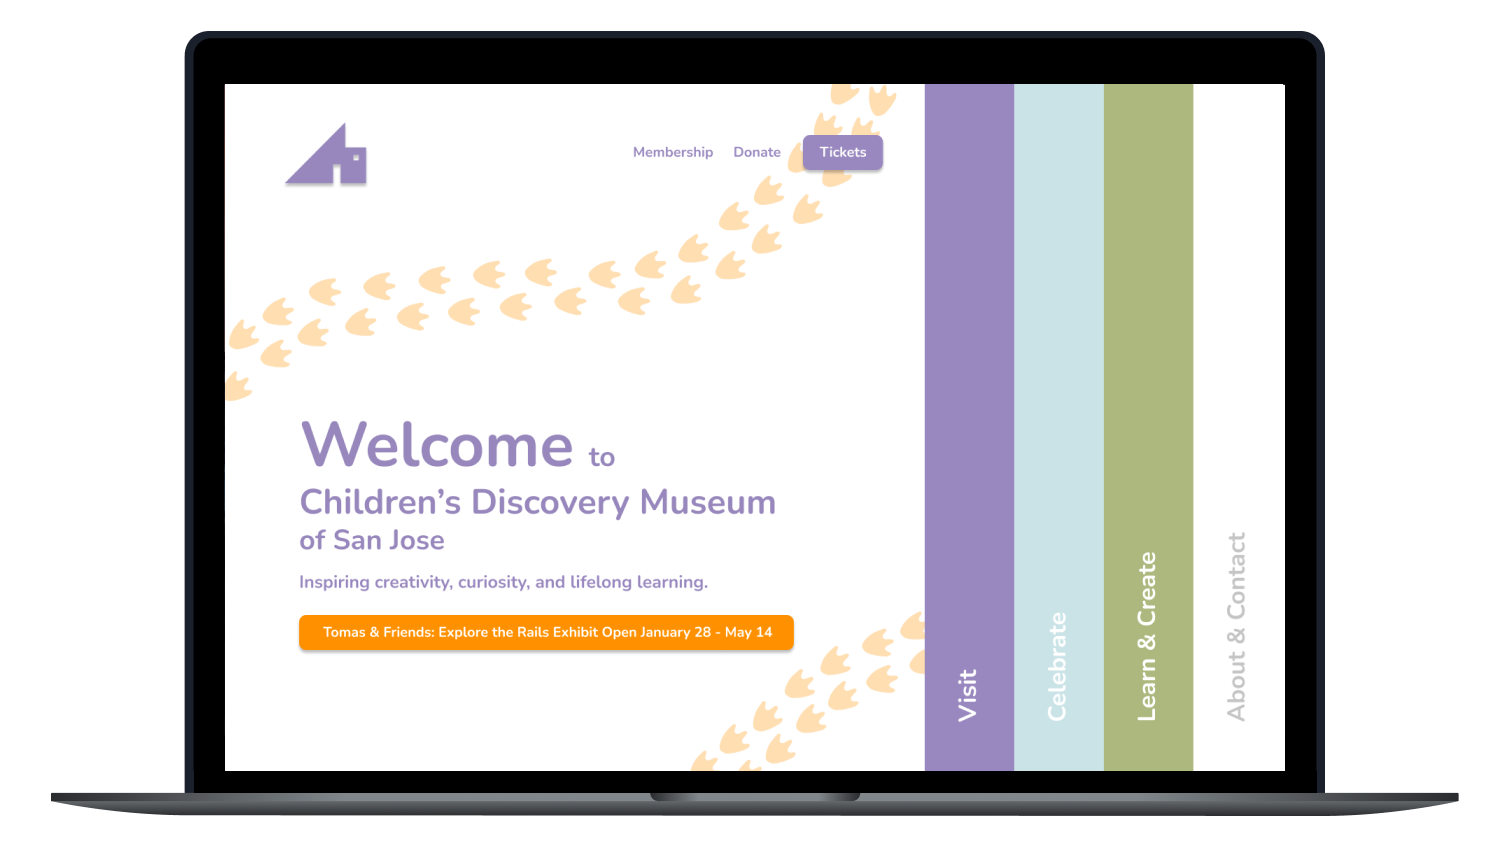 Membership Donate Tickets
Welcome to
Children’s Discovery Museum
of San Jose
Inspiring creativity, curiosity, and lifelong learning.
Tomas & Friends: Explore the Rails Exhibit Open January 28 - May 14
Visit
Celebrate
Learn & Create
About & Contact